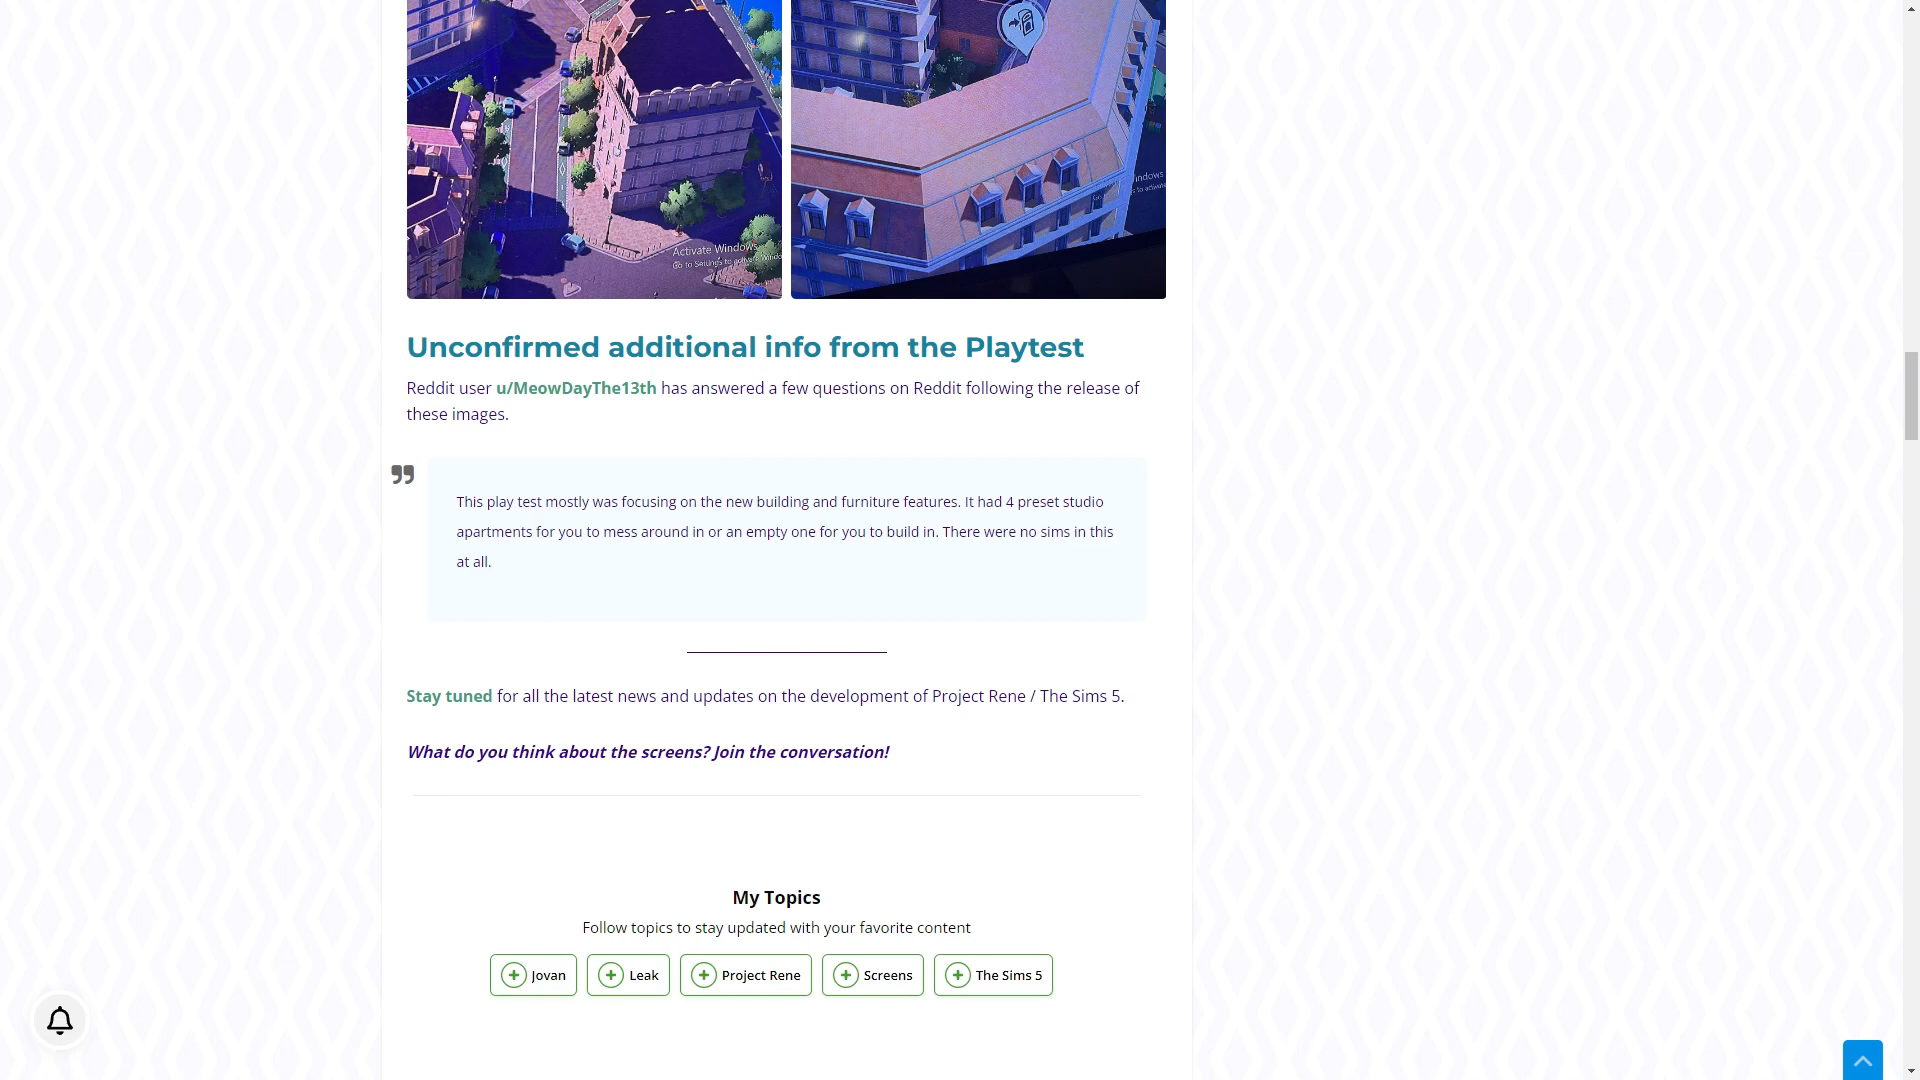 Activate Windows
Go to Settings to activate Windo
indows
Unconfirmed additional info from the Playtest
Reddit user u/MeowDayThe13th has answered a few questions on Reddit following the release of
these images.
This play test mostly was focusing on the new building and furniture features. It had 4 preset studio
apartments for you to mess around in or an empty one for you to build in. There were no sims in this
at all.
Stay tuned for all the latest news and updates on the development of Project Rene / The Sims 5.
What do you think about the screens? Join the conversation!
My Topics
Follow topics to stay updated with your favorite content
Jovan Leak Project Rene Screens The Sims 5